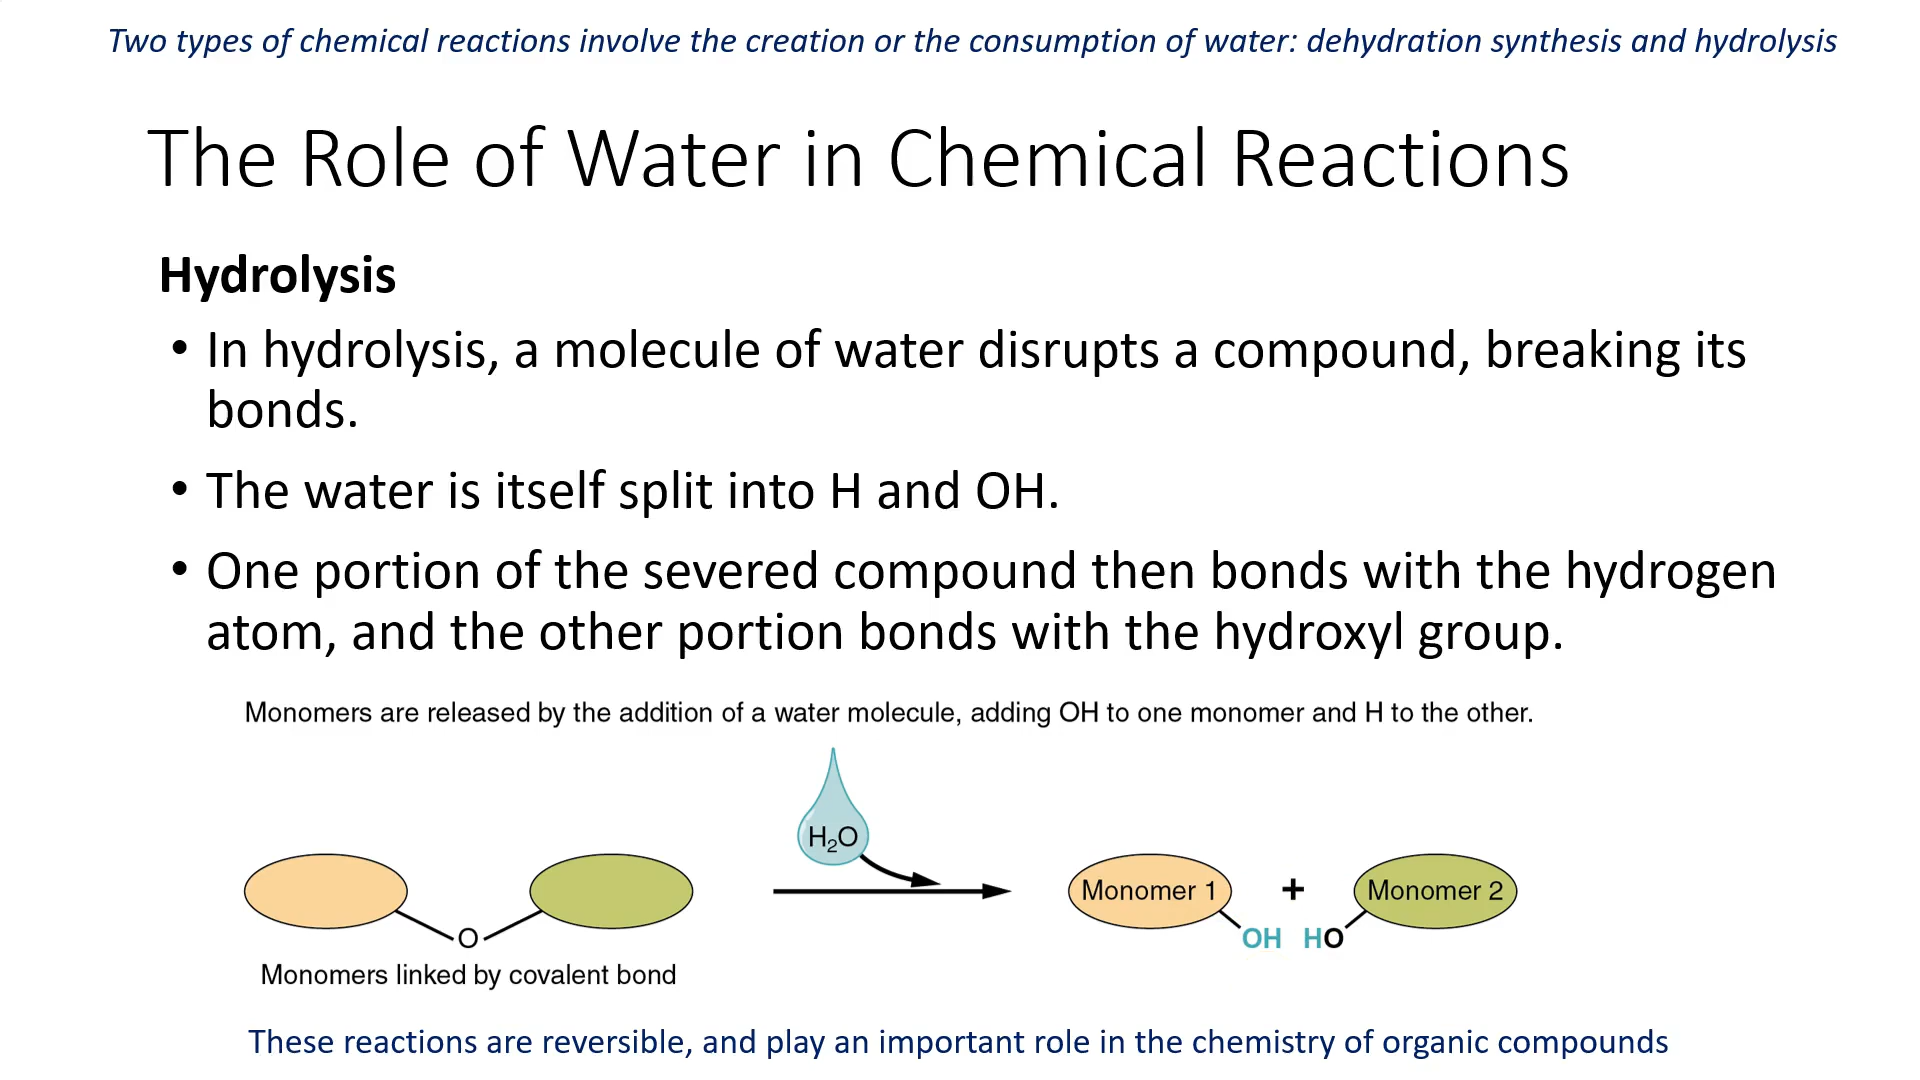 Two types of chemical reactions involve the creation or the consumption of water: dehydration synthesis and hydrolysis
The Role of Water in Chemical Reactions
Hydrolysis
• In hydrolysis, a molecule of water disrupts a compound, breaking its
bonds.
• The water is itself split into H and OH.
• One portion of the severed compound then bonds with the hydrogen
atom, and the other portion bonds with the hydroxyl group.
Monomers are released by the addition of a water molecule, adding OH to one monomer and H to the other.
H₂O
O
Monomers linked by covalent bond
Monomer 1 + Monomer 2
OH HO
These reactions are reversible, and play an important role in the chemistry of organic compounds